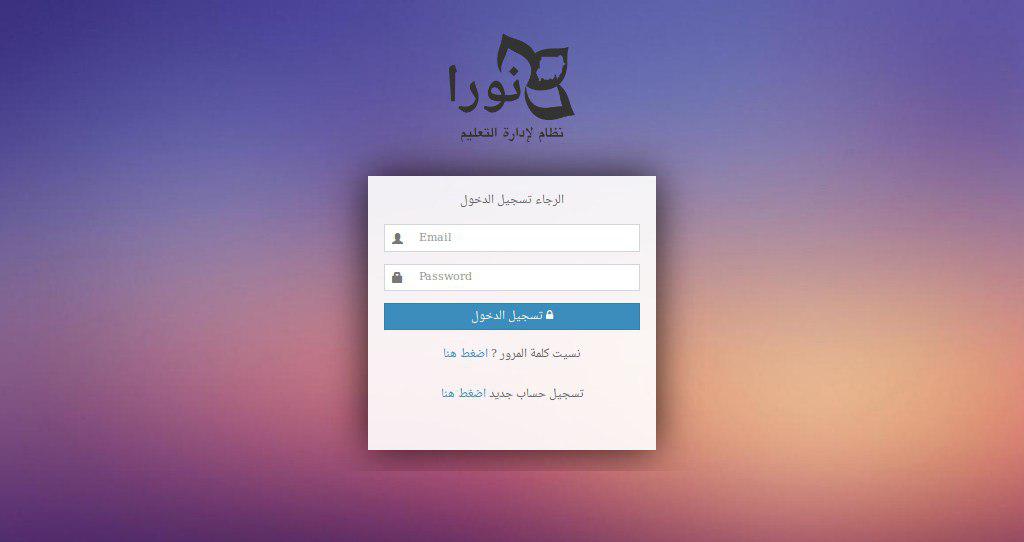 نورا
نظام لإدارة التعليم
الرجاء تسجيل الدخول
Email
Password
تسجيل الدخول
نسيت كلمة المرور ? اضغط هنا
تسجيل حساب جديد اضغط هنا